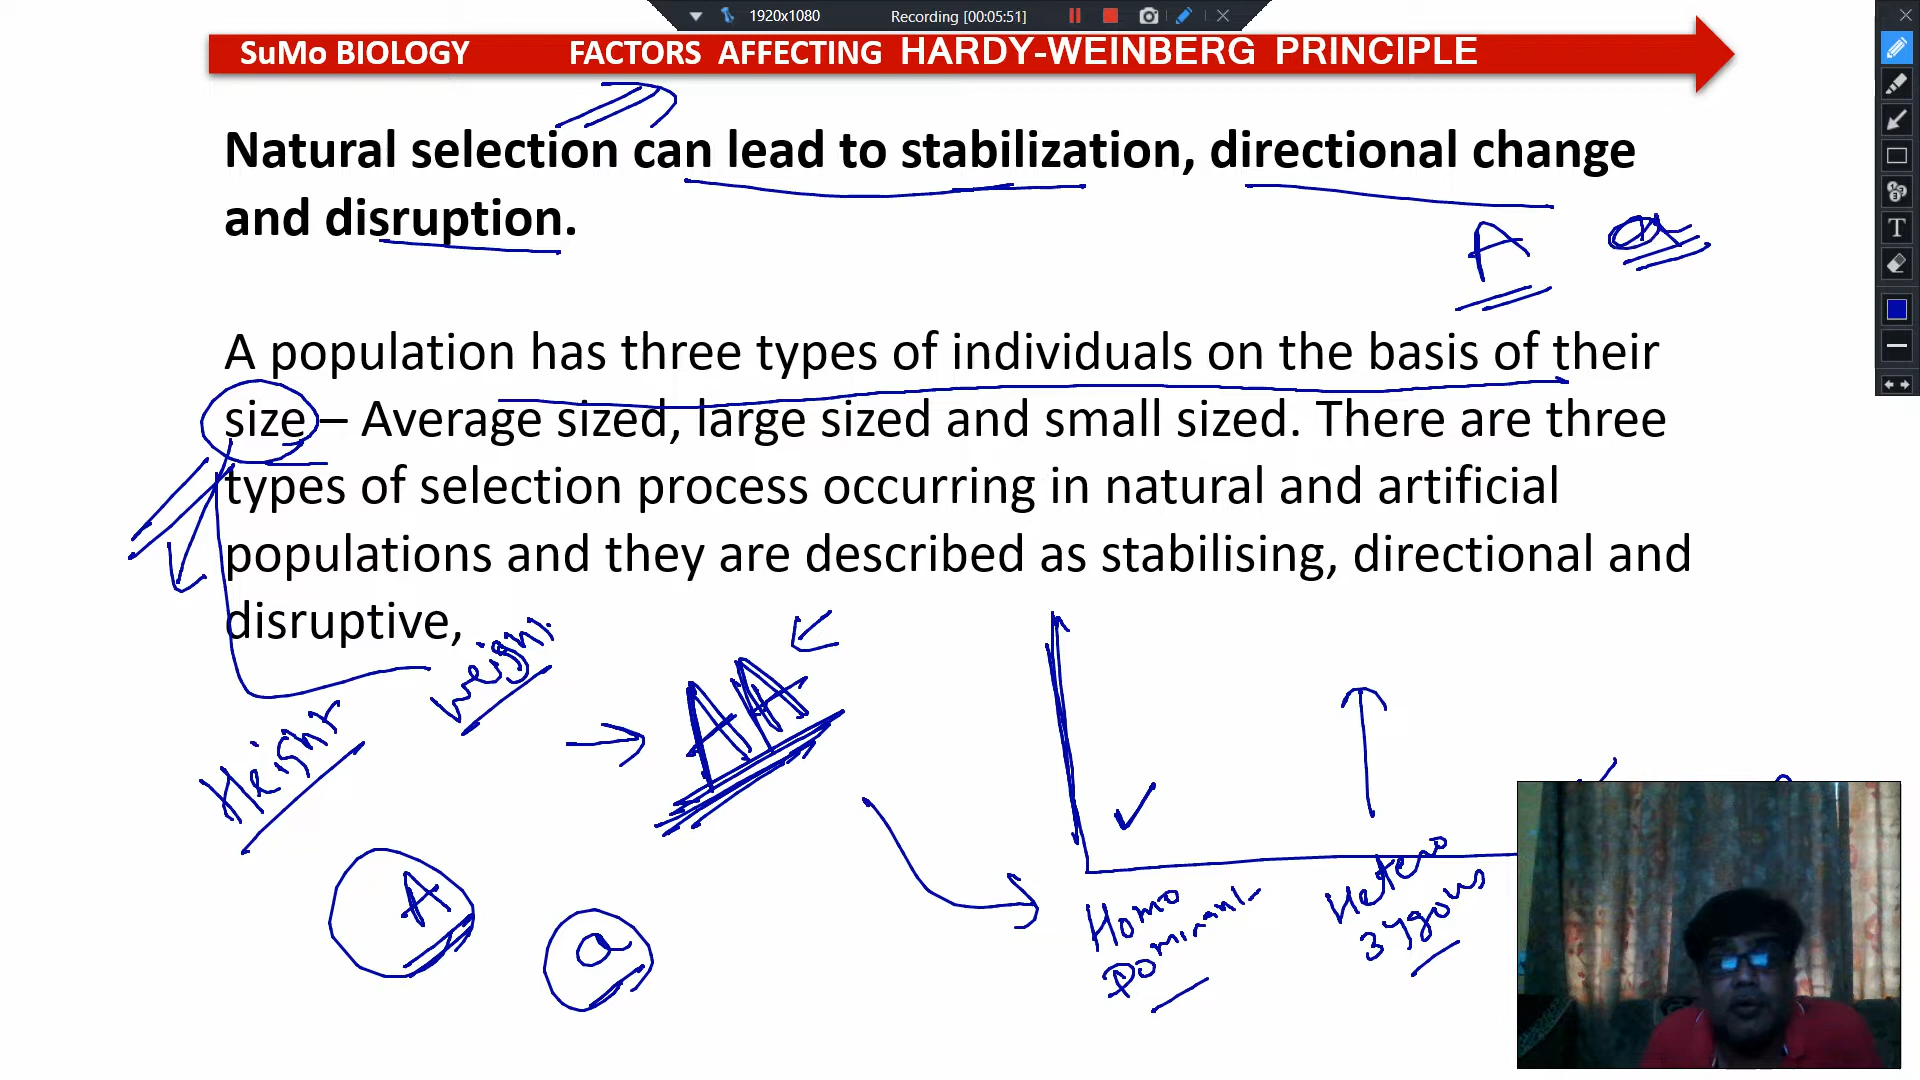 1920x1080 Recording [00:05:51]
SuMo BIOLOGY FACTORS AFFECTING HARDY-WEINBERG PRINCIPLE
Natural selection can lead to stabilization, directional change
and disruption.
A a
A population has three types of individuals on the basis of their
size – Average sized, large sized and small sized. There are three
types of selection process occurring in natural and artificial
populations and they are described as stabilising, directional and
disruptive,
Height
weight
AA
A
a
Homo
Dominant
Hetero
zygous
T